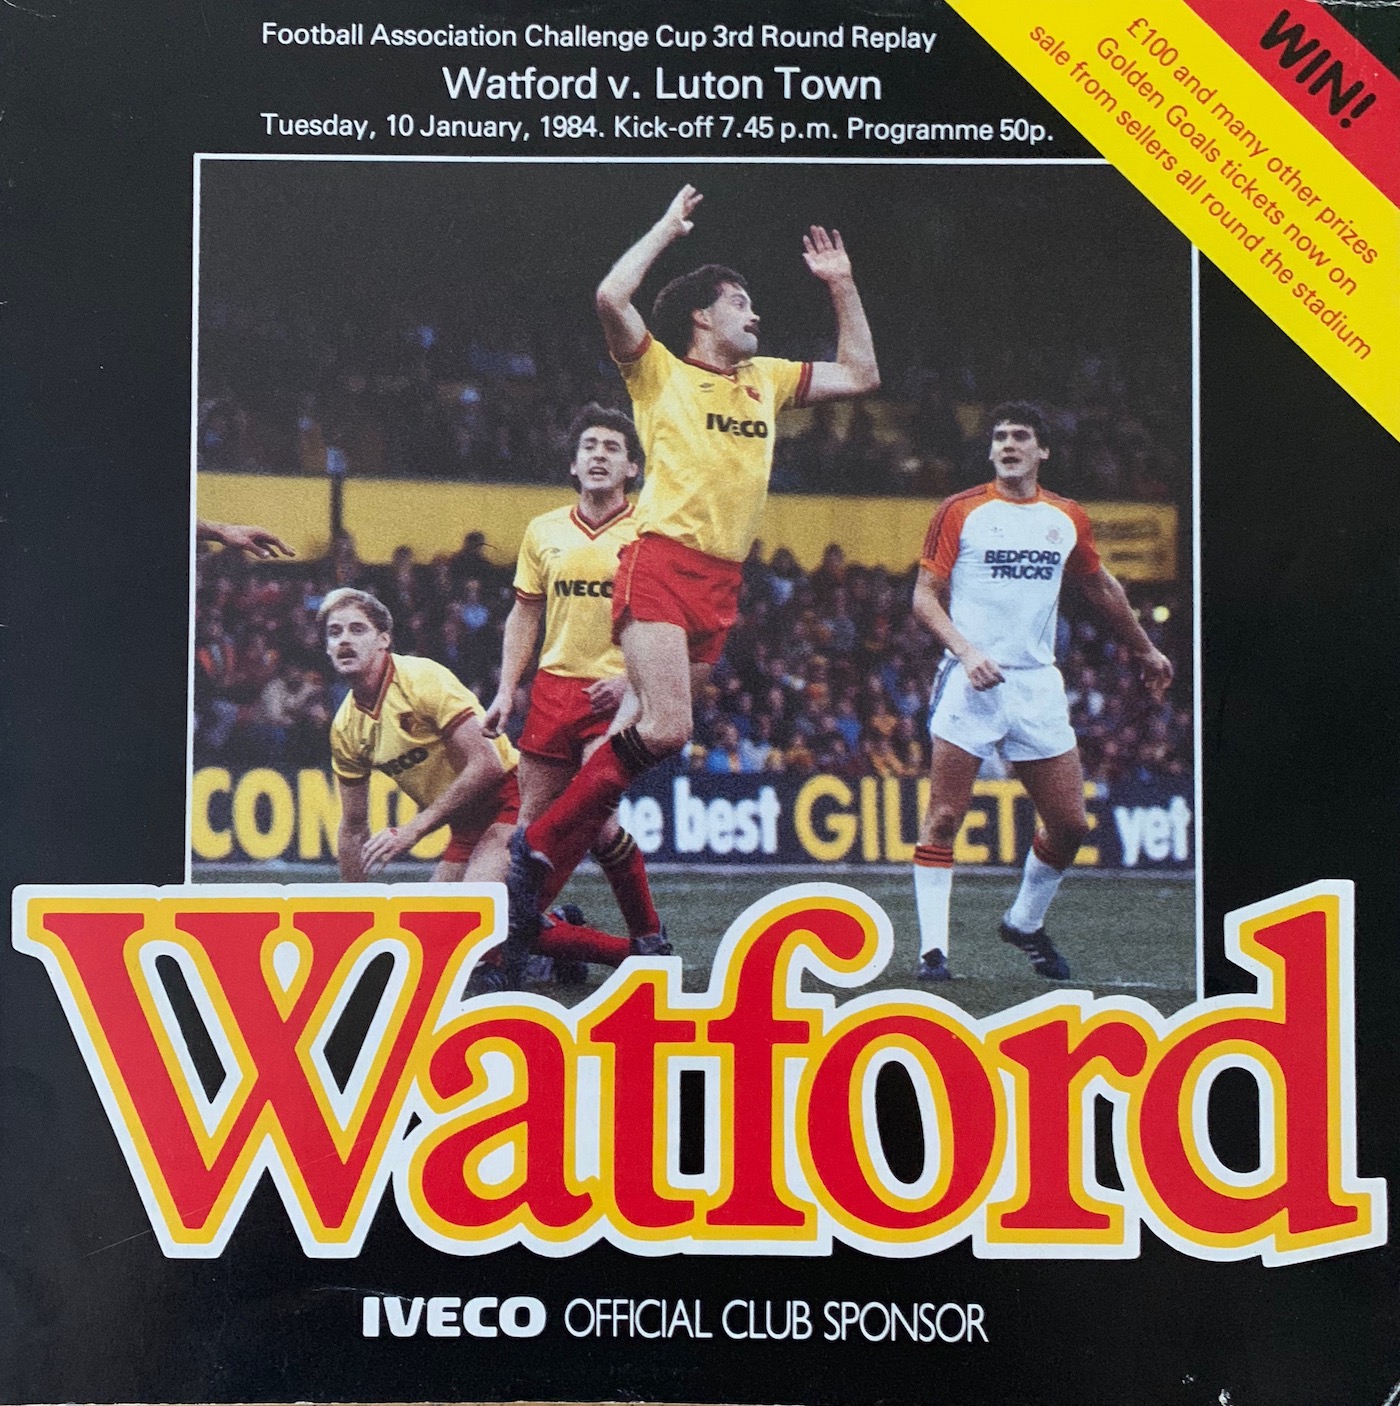 Football Association Challenge Cup 3rd Round Replay
Watford v. Luton Town
Tuesday, 10 January, 1984. Kick-off 7.45 p.m. Programme 50p.
WIN!
£100 and many other prizes
Golden Goals tickets now on
sale from sellers all round the stadium
IVECO
IVECO
IVECO
BEDFORD
TRUCKS
best GILLETTE yet
Watford
IVECO OFFICIAL CLUB SPONSOR